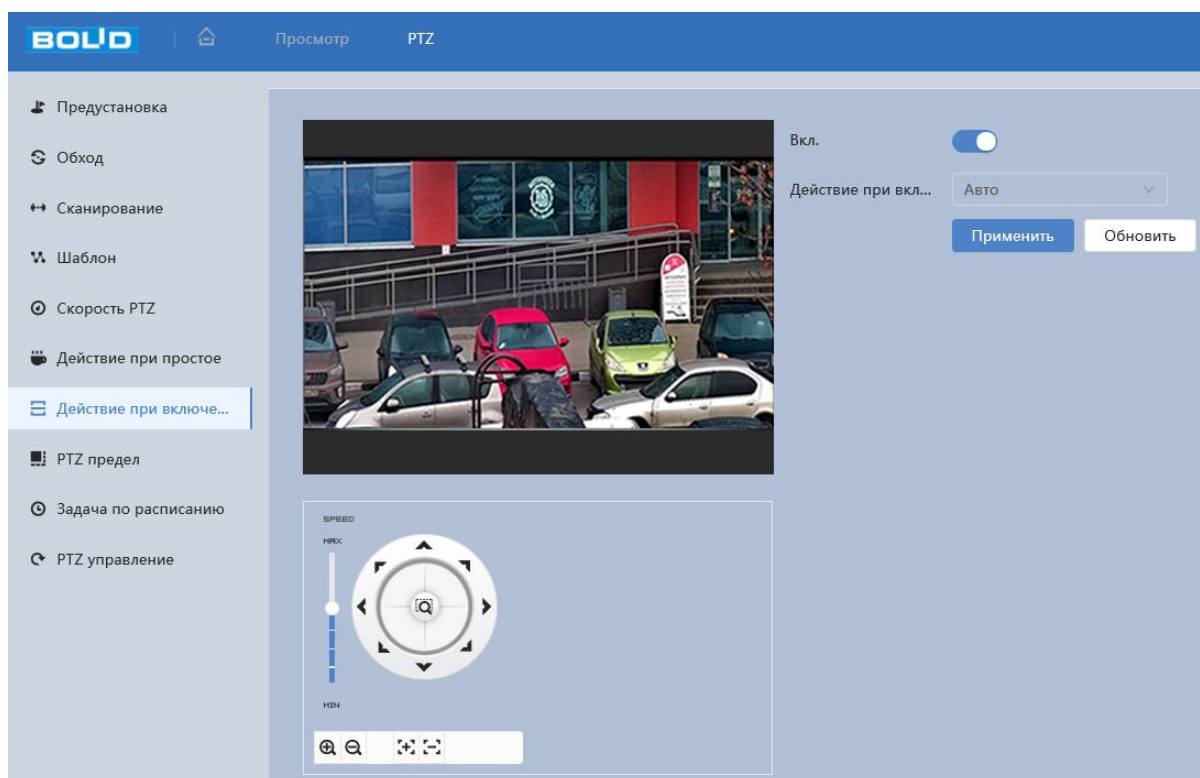 BOLID
Просмотр
PTZ
Предустановка
Обход
Сканирование
Шаблон
Скорость PTZ
Действие при простое
Действие при включе...
PTZ предел
Задача по расписанию
PTZ управление
Вкл.
Действие при вкл...
Авто
Применить
Обновить
SPEED
MAX
MIN